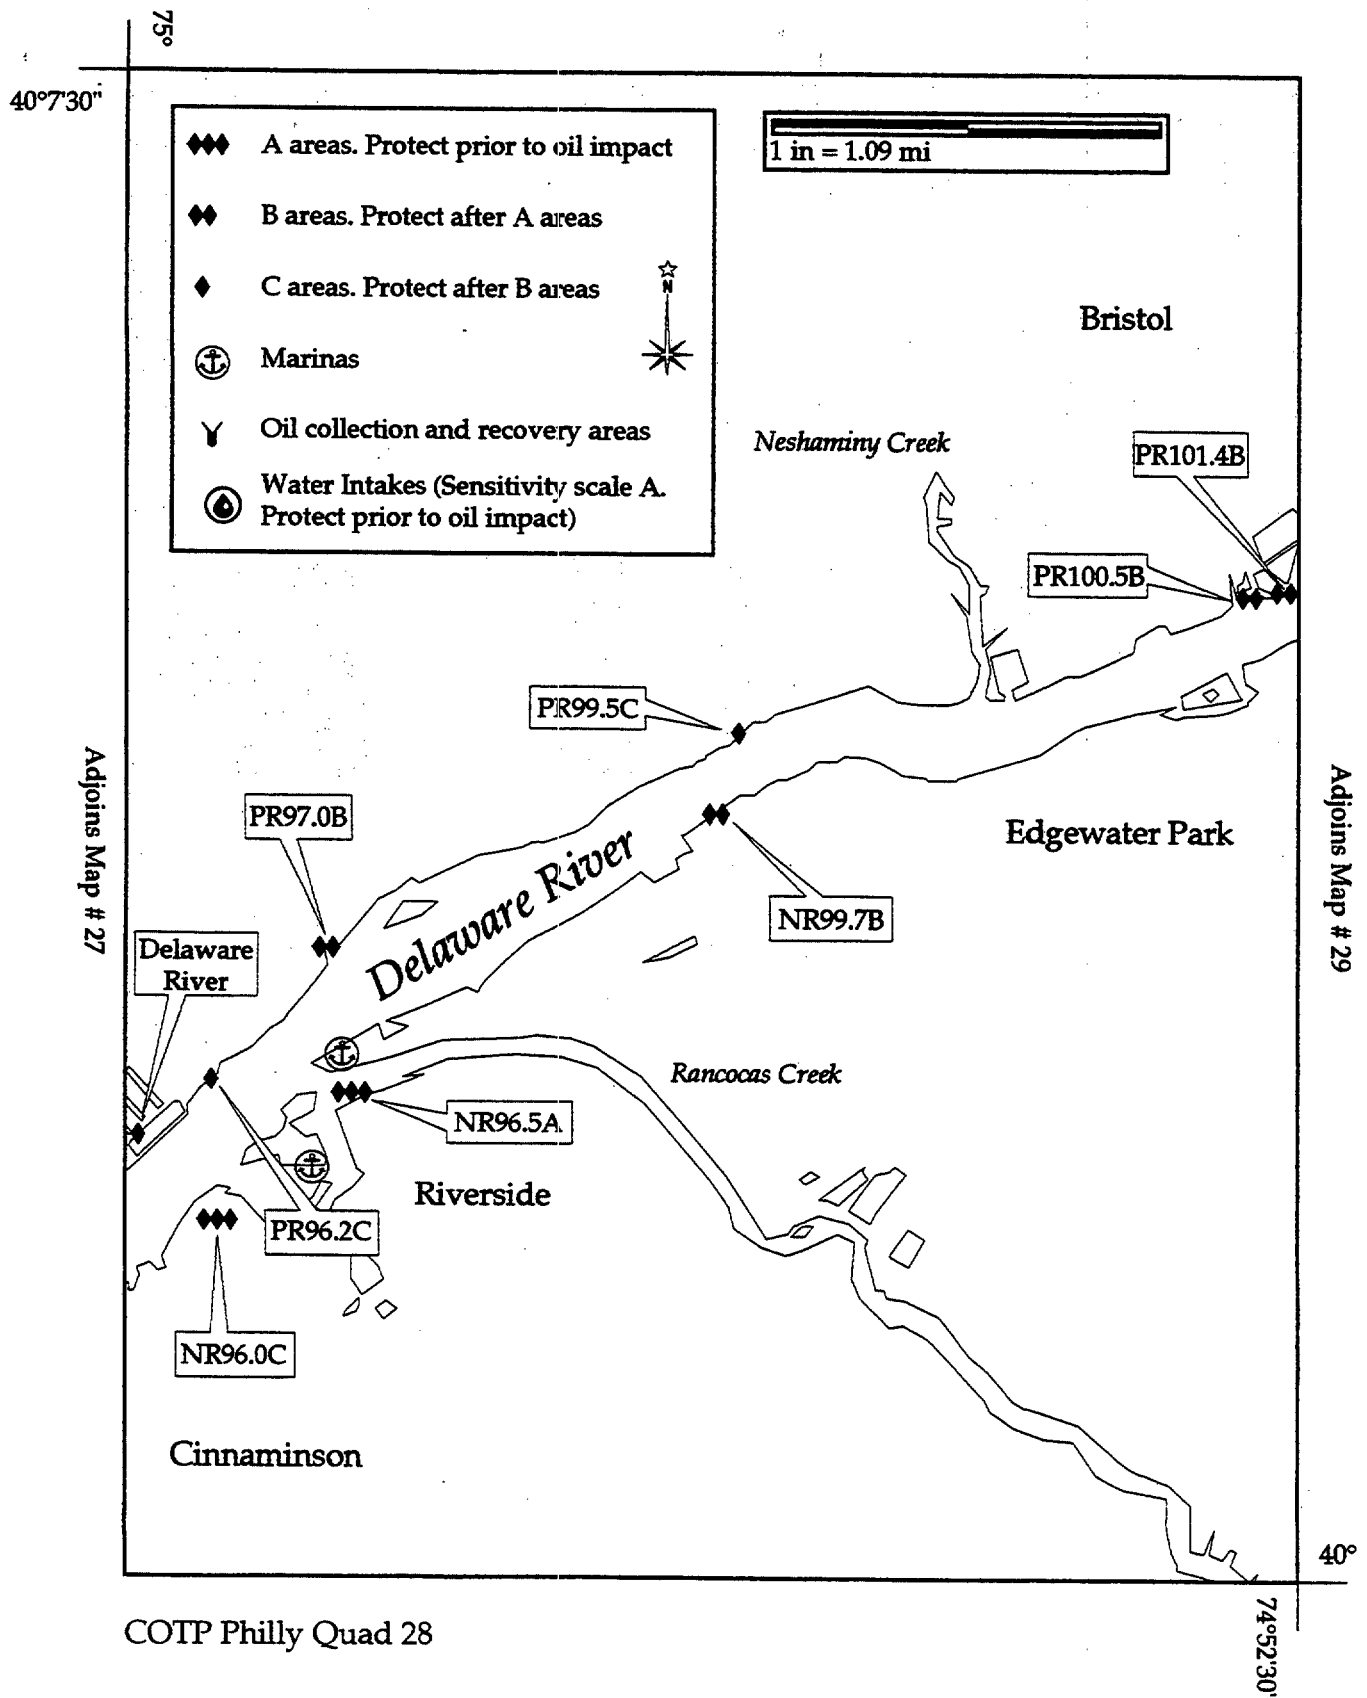 75°
40°7'30"
A areas. Protect prior to oil impact
B areas. Protect after A areas
C areas. Protect after B areas
N
Marinas
Oil collection and recovery areas
Water Intakes (Sensitivity scale A.
Protect prior to oil impact)
1 in = 1.09 mi
Bristol
Neshaminy Creek
PR101.4B
PR100.5B
PR99.5C
Adjoins Map # 27
Adjoins Map # 29
PR97.0B
Edgewater Park
Delaware River
NR99.7B
Delaware
River
Rancocas Creek
NR96.5A
Riverside
PR96.2C
NR96.0C
Cinnaminson
40°
74°52'30'
COTP Philly Quad 28